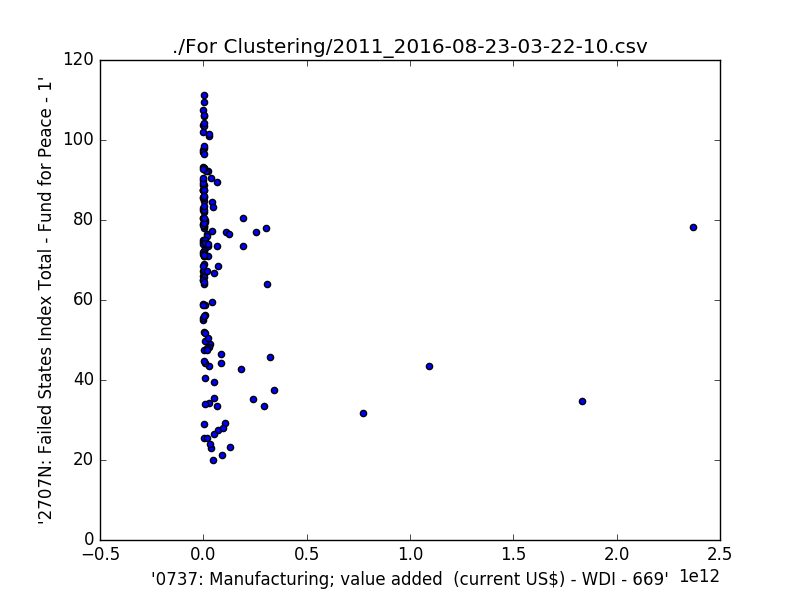 ./For Clustering/2011_2016-08-23-03-22-10.csv
120
100
80
60
40
20
0
'2707N: Failed States Index Total - Fund for Peace - 1'
−0.5 0.0 0.5 1.0 1.5 2.0 2.5
1e12
'0737: Manufacturing; value added  (current US$) - WDI - 669'